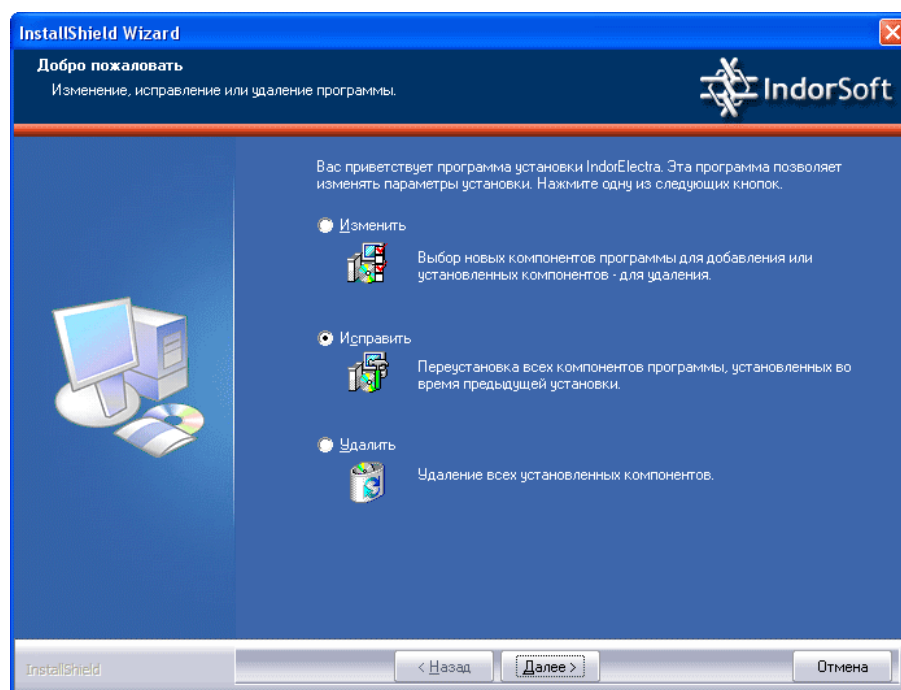 InstallShield Wizard
Добро пожаловать
Изменение, исправление или удаление программы.
IndorSoft
Вас приветствует программа установки IndorElectra. Эта программа позволяет
изменять параметры установки. Нажмите одну из следующих кнопок.
Изменить
Выбор новых компонентов программы для добавления или
установленных компонентов - для удаления.
Исправить
Переустановка всех компонентов программы, установленных во
время предыдущей установки.
Удалить
Удаление всех установленных компонентов.
InstallShield
< Назад
Далее >
Отмена